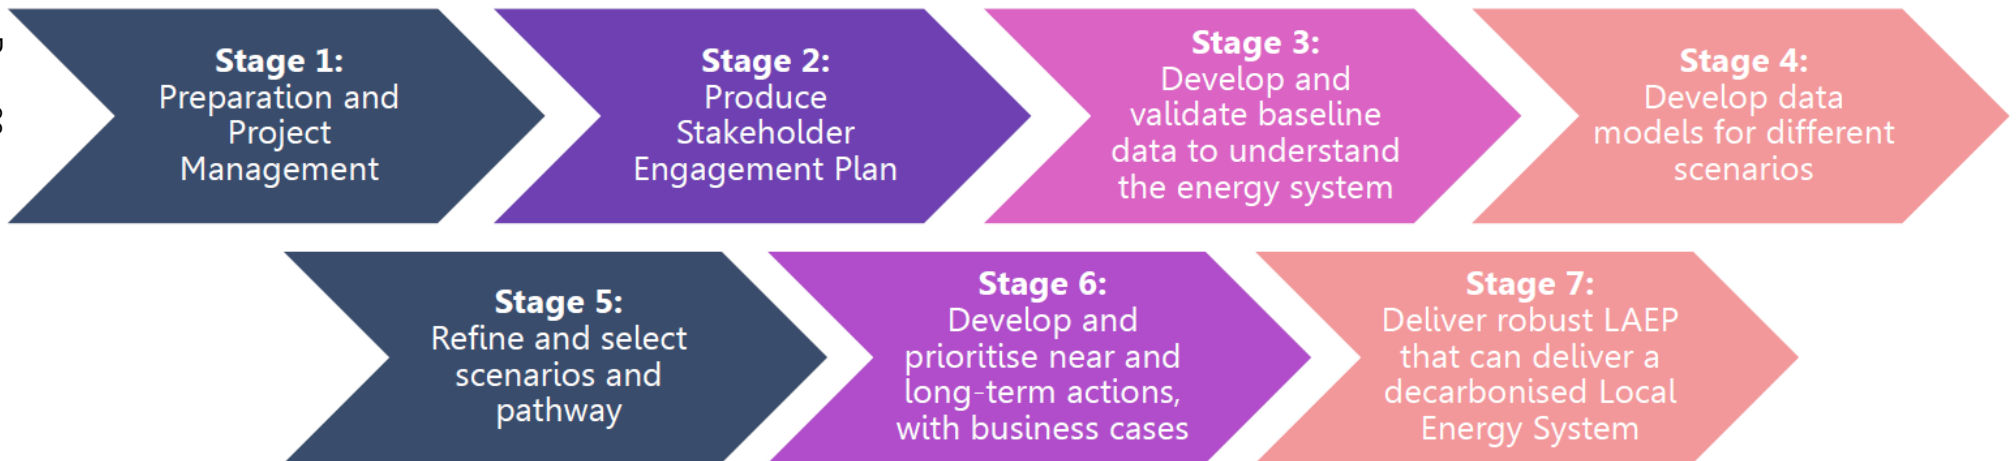 Stage 1:
Preparation and
Project
Management
Stage 2:
Produce
Stakeholder
Engagement Plan
Stage 3:
Develop and
validate baseline
data to understand
the energy system
Stage 4:
Develop data
models for different
scenarios
Stage 5:
Refine and select
scenarios and
pathway
Stage 6:
Develop and
prioritise near and
long-term actions,
with business cases
Stage 7:
Deliver robust LAEP
that can deliver a
decarbonised Local
Energy System